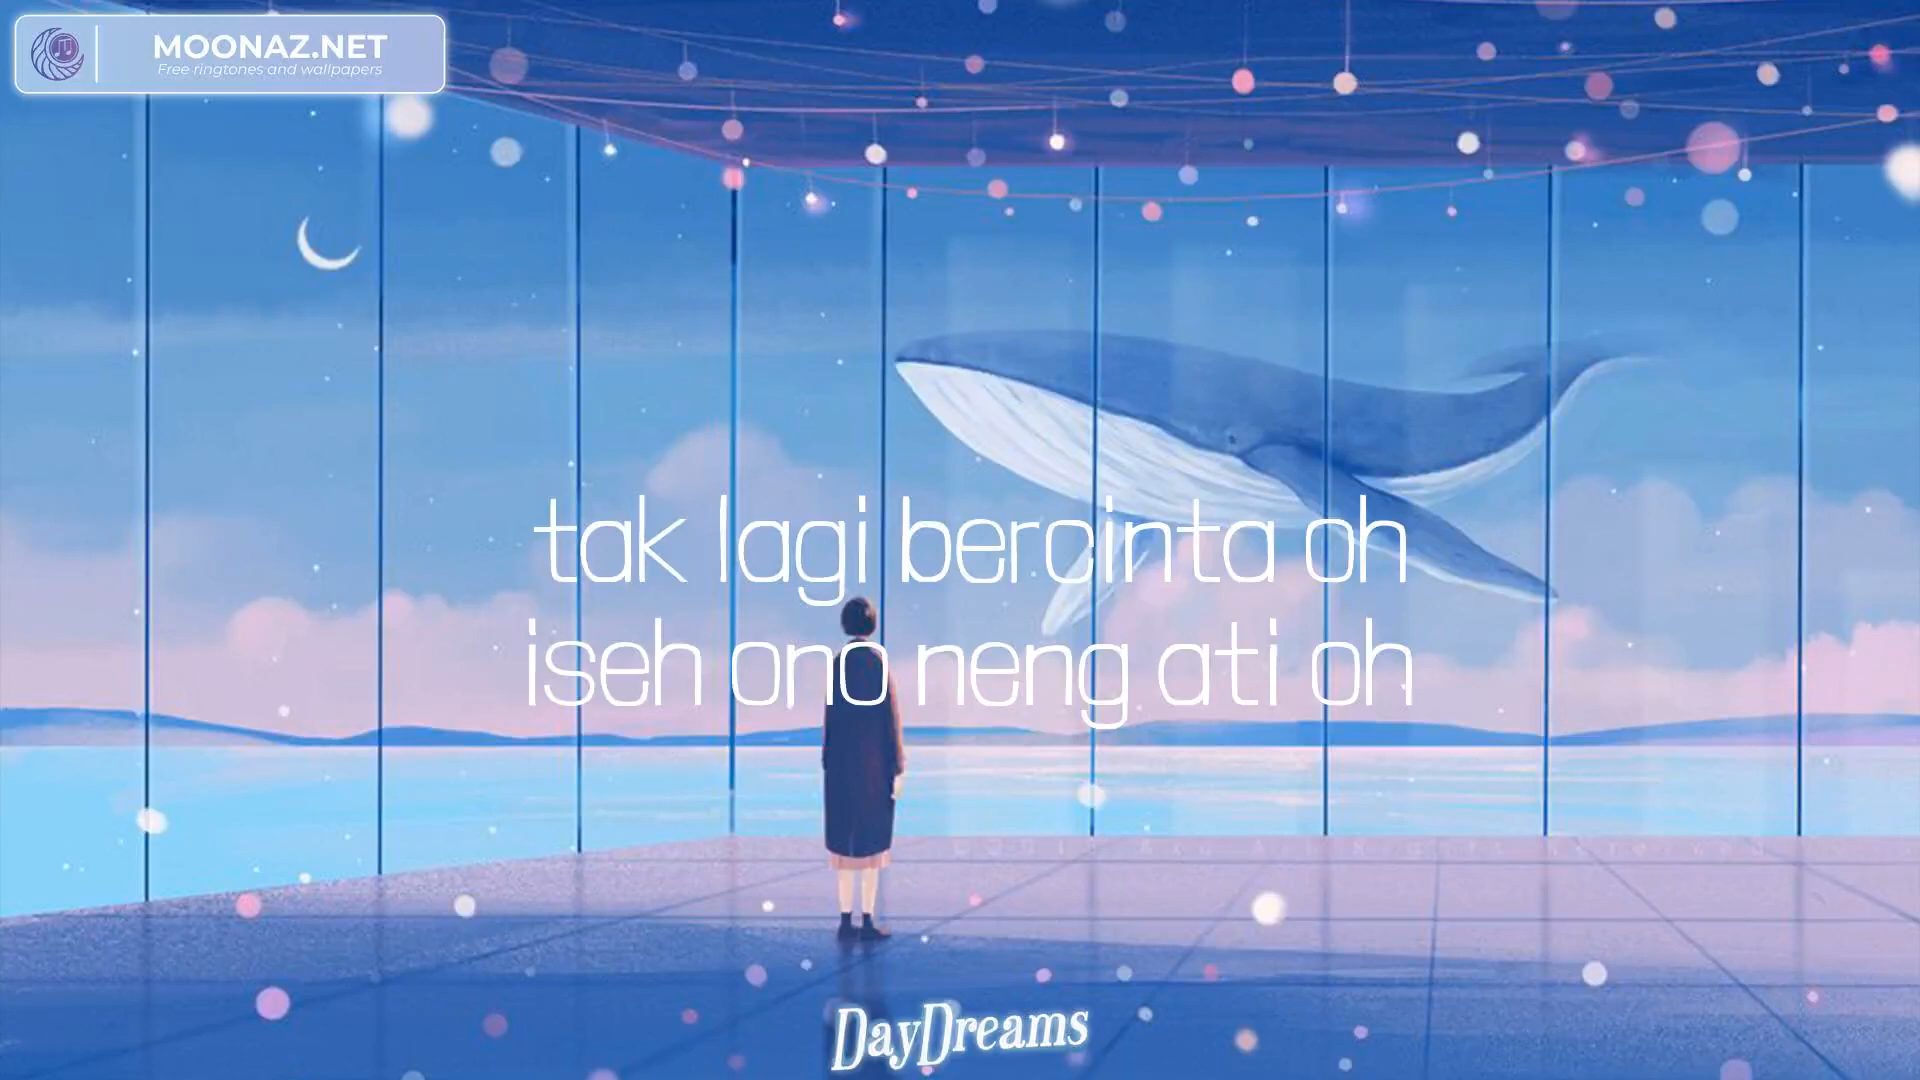 MOONAZ.NET
Free ringtones and wallpapers
tak lagi bercinta oh
iseh ono neng ati oh
DayDreams